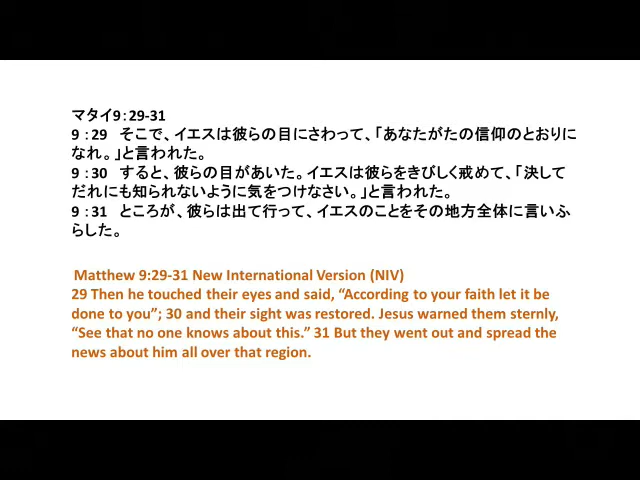 マタイ9：29-31
9 ：29　そこで、イエスは彼らの目にさわって、「あなたがたの信仰のとおりに
なれ。」と言われた。
9 ：30　すると、彼らの目があいた。イエスは彼らをきびしく戒めて、「決して
だれにも知られないように気をつけなさい。」と言われた。
9 ：31　ところが、彼らは出て行って、イエスのことをその地方全体に言いふ
らした。
Matthew 9:29-31 New International Version (NIV)
29 Then he touched their eyes and said, “According to your faith let it be
done to you”; 30 and their sight was restored. Jesus warned them sternly,
“See that no one knows about this.” 31 But they went out and spread the
news about him all over that region.